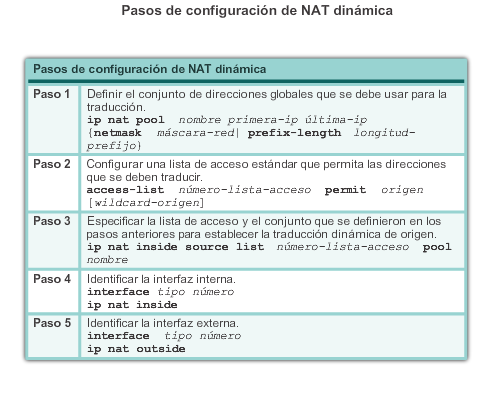 Pasos de configuración de NAT dinámica
Pasos de configuración de NAT dinámica
Paso 1
Definir el conjunto de direcciones globales que se debe usar para la
traducción.
ip nat pool nombre primera-ip última-ip
{netmask máscara-red| prefix-length longitud-
prefijo}
Paso 2
Configurar una lista de acceso estándar que permita las direcciones
que se deben traducir.
access-list número-lista-acceso permit origen
[wildcard-origen]
Paso 3
Especificar la lista de acceso y el conjunto que se definieron en los
pasos anteriores para establecer la traducción dinámica de origen.
ip nat inside source list número-lista-acceso pool
nombre
Paso 4
Identificar la interfaz interna.
interface tipo número
ip nat inside
Paso 5
Identificar la interfaz externa.
interface tipo número
ip nat outside